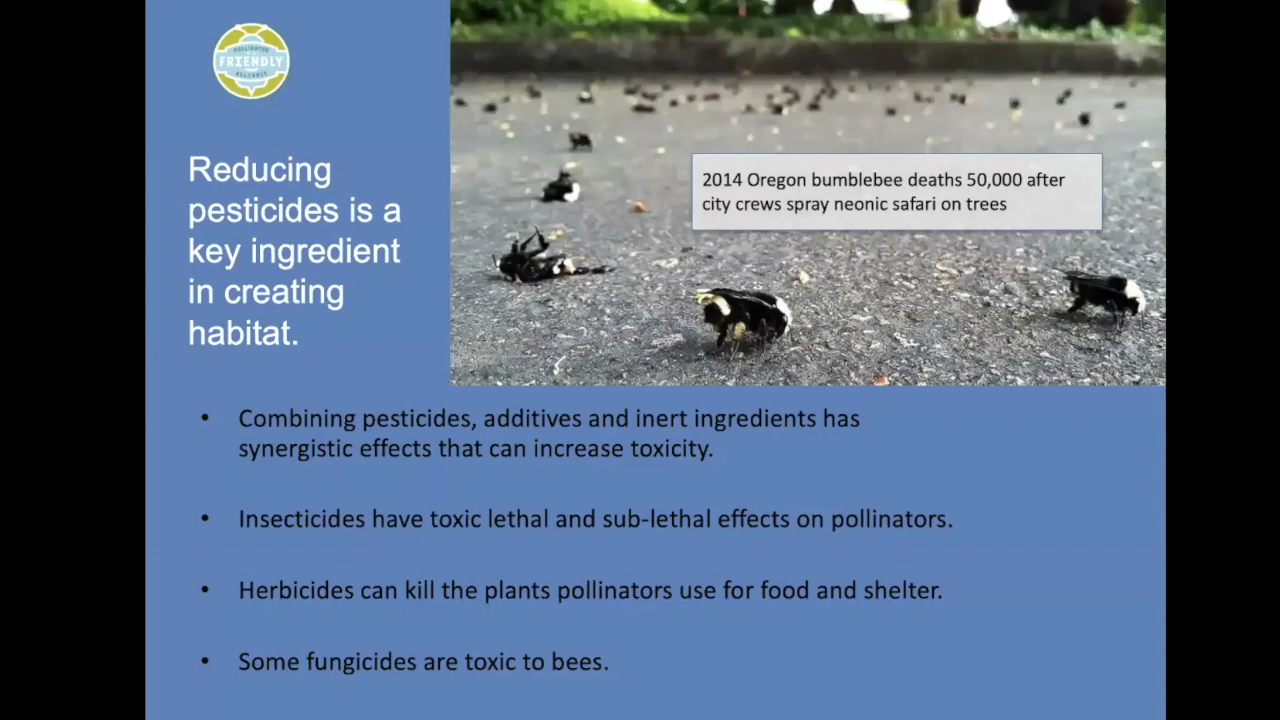 POLLINATOR
FRIENDLY
ALLIANCE
Reducing
pesticides is a
key ingredient
in creating
habitat.
2014 Oregon bumblebee deaths 50,000 after
city crews spray neonic safari on trees
• Combining pesticides, additives and inert ingredients has
synergistic effects that can increase toxicity.
• Insecticides have toxic lethal and sub-lethal effects on pollinators.
• Herbicides can kill the plants pollinators use for food and shelter.
• Some fungicides are toxic to bees.